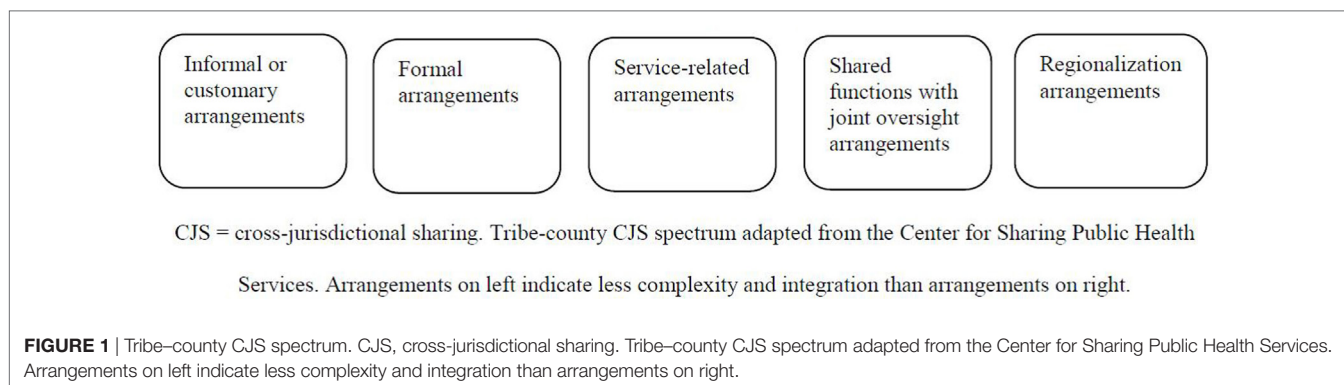 Informal or
customary
arrangements
Formal
arrangements
Service-related
arrangements
Shared
functions with
joint oversight
arrangements
Regionalization
arrangements
CJS = cross-jurisdictional sharing. Tribe-county CJS spectrum adapted from the Center for Sharing Public Health
Services. Arrangements on left indicate less complexity and integration than arrangements on right.
FIGURE 1 | Tribe–county CJS spectrum. CJS, cross-jurisdictional sharing. Tribe–county CJS spectrum adapted from the Center for Sharing Public Health Services.
Arrangements on left indicate less complexity and integration than arrangements on right.